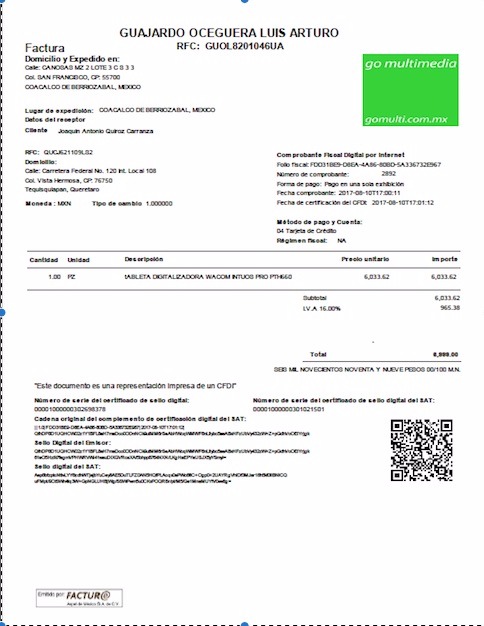 GUAJARDO OCEGUERA LUIS ARTURO
Factura
RFC: GUOL8201046UA
Domicilio y Expedido en:
Calle: CANOSAS MZ 2 LOTE 3 C S 3 3
Col. SAN FRANCISCO, CP: 55700
COACALCO DE BERRIOZABAL, MEXICO
go multimedia
gomulti.com.mx
Lugar de expedición: COACALCO DE BERRIOZABAL, MEXICO
Datos del receptor
Cliente Joaquin Antonio Quiroz Carranza
RFC: QUCJ621109LS2
Domicilio:
Calle: Carretera Federal No. 120 Int. Local 108
Col. Vista Hermosa, CP: 76750
Tequisquiapan, Queretaro
Moneda: MXN Tipo de cambio 1.000000
Comprobante Fiscal Digital por Internet
Folio fiscal: FDC31BE9-D8EA-4A86-80BD-5A336732E967
Número de comprobante: 2892
Forma de pago: Pago en una sola exhibición
Fecha comprobante: 2017-08-10T17:00:11
Fecha de certificación del CFDI: 2017-08-10T17:01:12
Método de pago y Cuenta:
04 Tarjeta de Crédito
Régimen fiscal: NA
Cantidad Unidad Descripción Precio unitario Importe
1.00 PZ tABLETA DIGITALIZADORA WACOM INTUOS PRO PTH660 6,033.62 6,033.62
Subtotal 6,033.62
I.V.A 16.00% 965.38
Total 6,999.00
SEIS MIL NOVECIENTOS NOVENTA Y NUEVE PESOS 00/100 M.N.
"Este documento es una representación impresa de un CFDI"
Número de serie del certificado de sello digital:
00001000000302698378
Número de serie del certificado del SAT:
00001000000301021501
Cadena original del complemento de certificación digital del SAT:
Sello Digital del Emisor:
Sello digital del SAT:
Emitido por: FACTUR@